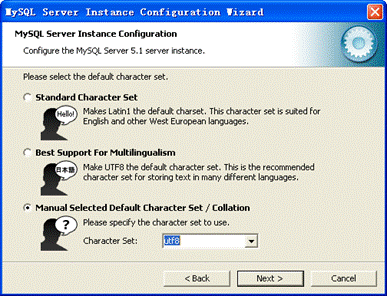 MySQL Server Instance Configuration Wizard
MySQL Server Instance Configuration
Configure the MySQL Server 5.1 server instance.
Please select the default character set.
Standard Character Set
Hello!
Makes Latin1 the default charset. This character set is suited for
English and other West European languages.
Best Support For Multilingualism
日本語
Make UTF8 the default character set. This is the recommended
character set for storing text in many different languages.
Manual Selected Default Character Set / Collation
?
Please specify the character set to use.
Character Set: utf8
< Back
Next >
Cancel